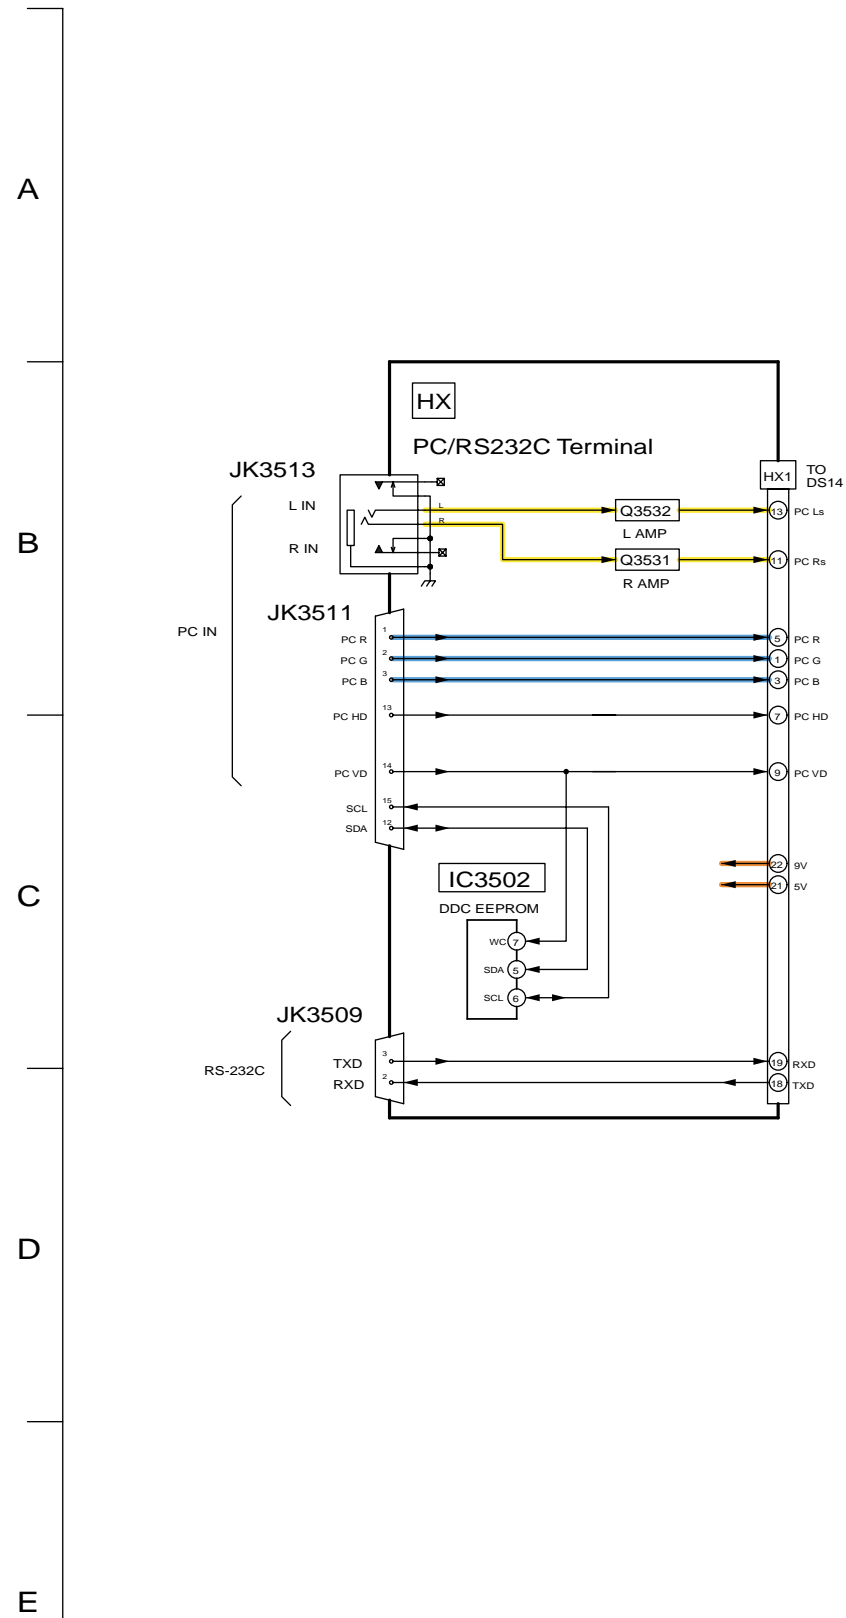 A
HX
PC/RS232C Terminal
JK3513
HX1
TO
DS14
L IN
L
Q3532
13
PC Ls
L AMP
B
R IN
R
Q3531
11
PC Rs
R AMP
JK3511
PC IN
PC R
1
5
PC R
PC G
2
1
PC G
PC B
3
3
PC B
PC HD
13
7
PC HD
PC VD
14
9
PC VD
SCL
15
SDA
12
22
9V
IC3502
21
5V
C
DDC EEPROM
WC
7
SDA
5
SCL
6
JK3509
RS-232C
TXD
3
19
RXD
RXD
2
18
TXD
D
E